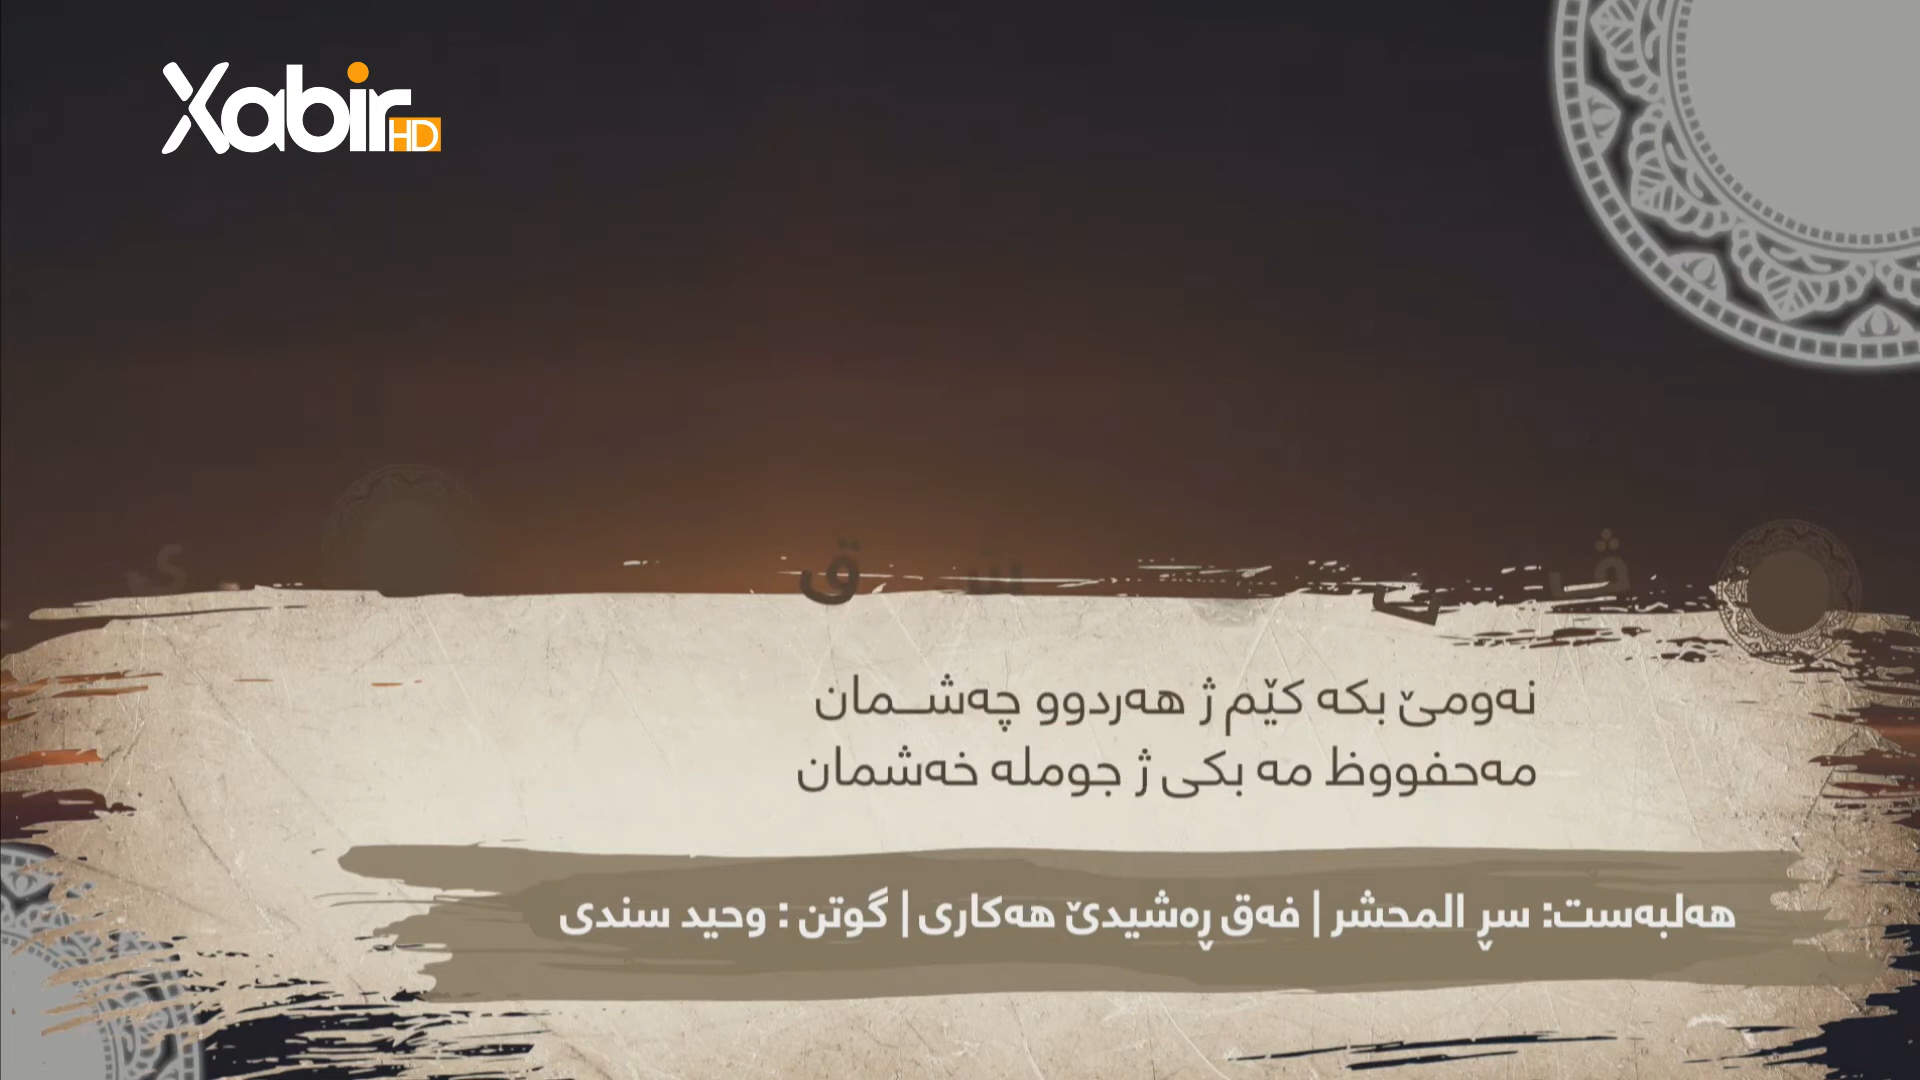 Xabir HD
ق
نەومێ بکە کێم ژ هەردوو چەشــمان
مەحفووظ مە بکی ژ جوملە خەشمان
هەلبەست: سڕ المحشر | فەق ڕەشیدێ هەکاری | گوتن : وحید سندی